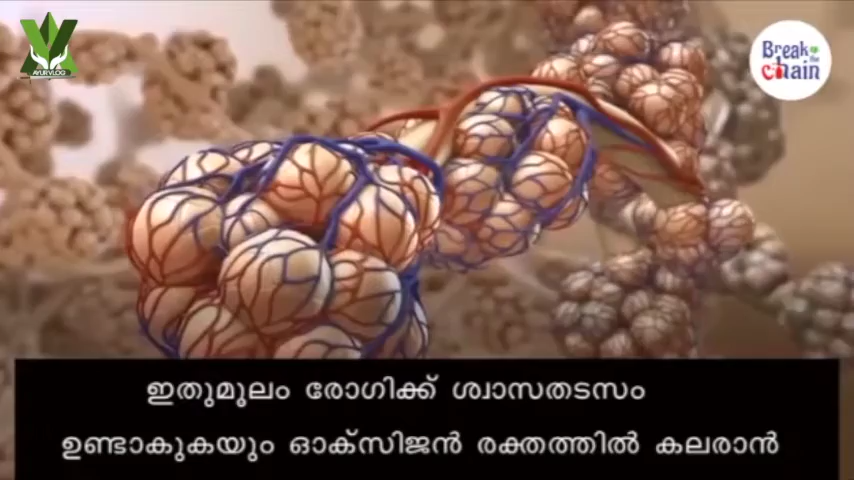 AYURVLOG
Break
the
chain
ഇതുമൂലം രോഗിക്ക് ശ്വാസതടസം
ഉണ്ടാകുകയും ഓക്സിജൻ രക്തത്തിൽ കലരാൻ